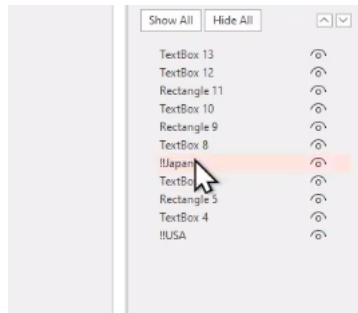 Show All Hide All
TextBox 13
TextBox 12
Rectangle 11
TextBox 10
Rectangle 9
TextBox 8
!!Japan
Rectangle 5
TextBox 4
!!USA